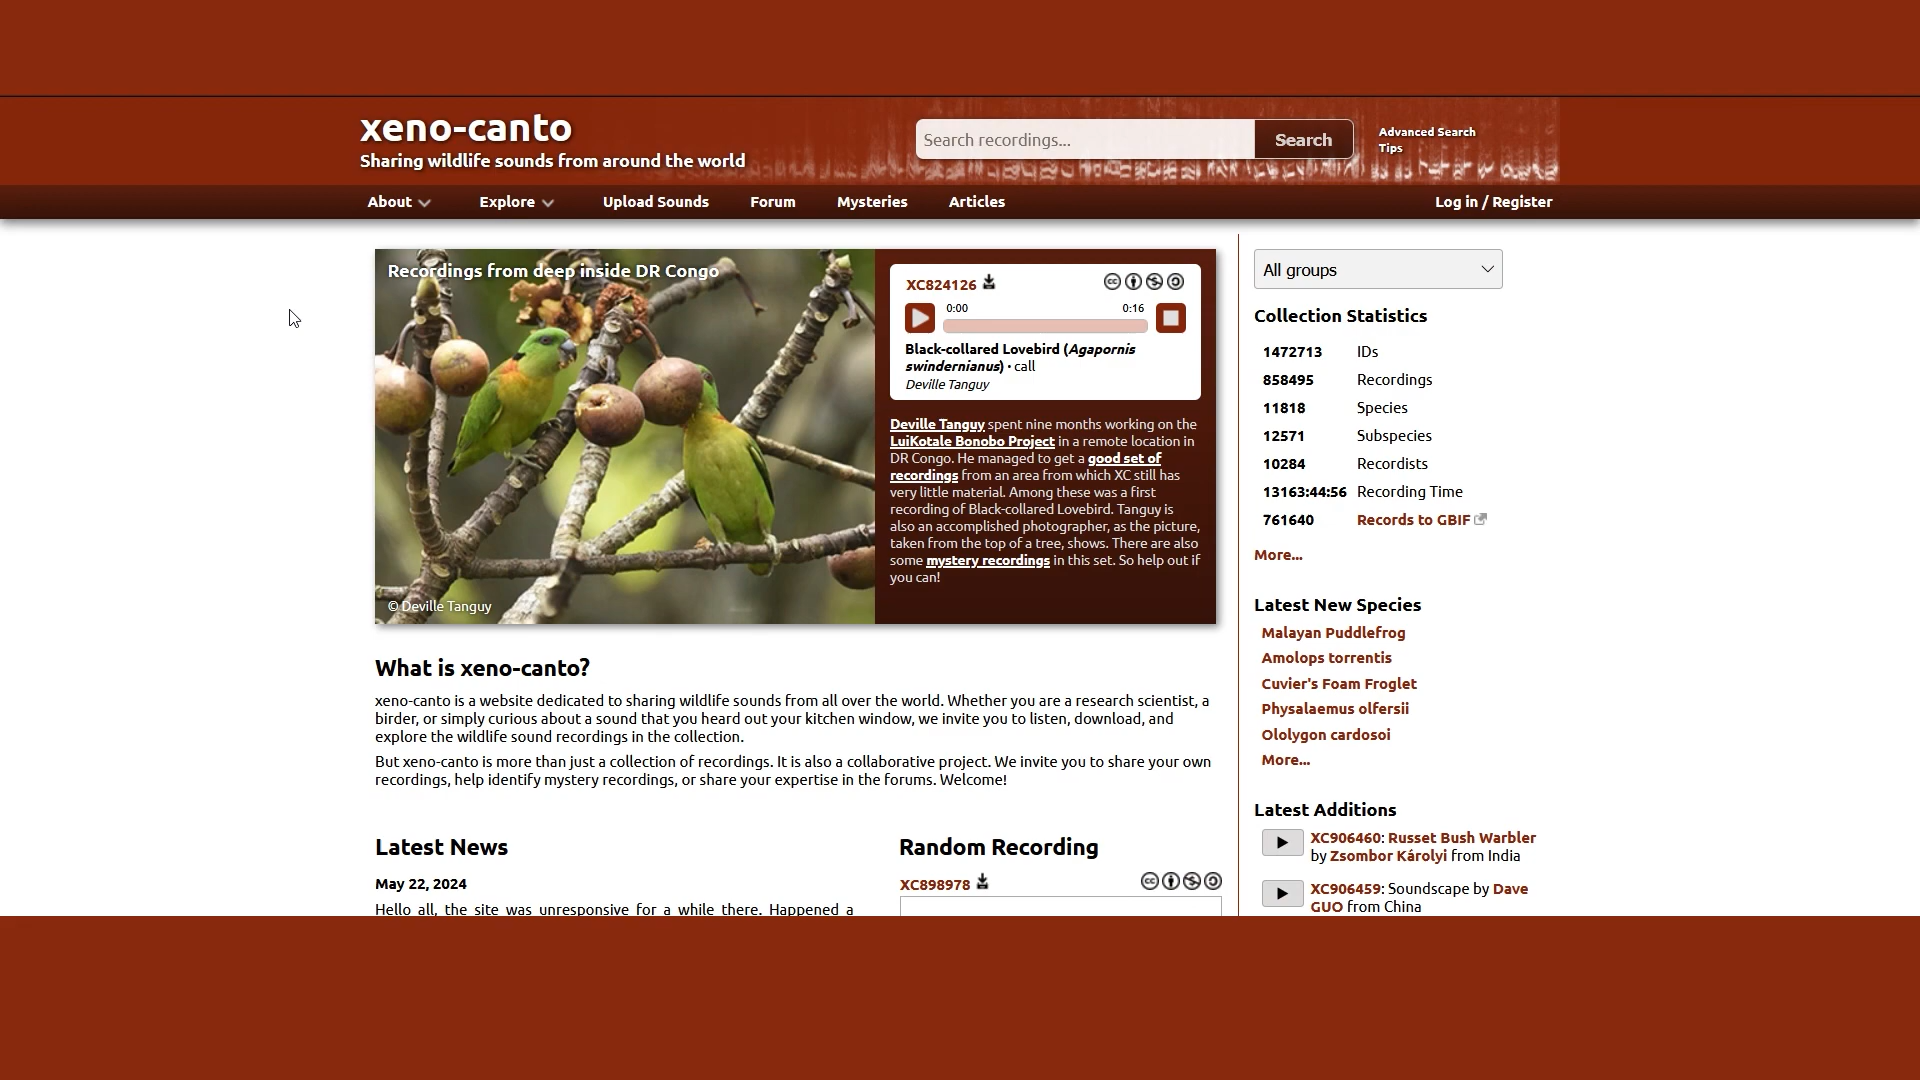 xeno-canto
Sharing wildlife sounds from around the world
Search recordings...
Search
Advanced Search
Tips
About
Explore
Upload Sounds
Forum
Mysteries
Articles
Log in / Register
Recordings from deep inside DR Congo
© Deville Tanguy
XC824126
0:00
0:16
Black-collared Lovebird (Agapornis
swindernianus) · call
Deville Tanguy
Deville Tanguy spent nine months working on the
LuiKotale Bonobo Project in a remote location in
DR Congo. He managed to get a good set of
recordings from an area from which XC still has
very little material. Among these was a first
recording of Black-collared Lovebird. Tanguy is
also an accomplished photographer, as the picture,
taken from the top of a tree, shows. There are also
some mystery recordings in this set. So help out if
you can!
What is xeno-canto?
xeno-canto is a website dedicated to sharing wildlife sounds from all over the world. Whether you are a research scientist, a
birder, or simply curious about a sound that you heard out your kitchen window, we invite you to listen, download, and
explore the wildlife sound recordings in the collection.
But xeno-canto is more than just a collection of recordings. It is also a collaborative project. We invite you to share your own
recordings, help identify mystery recordings, or share your expertise in the forums. Welcome!
Latest News
May 22, 2024
Hello all, the site was unresponsive for a while there. Happened a
Random Recording
XC898978
All groups
Collection Statistics
1472713 IDs
858495 Recordings
11818 Species
12571 Subspecies
10284 Recordists
13163:44:56 Recording Time
761640 Records to GBIF
More...
Latest New Species
Malayan Puddlefrog
Amolops torrentis
Cuvier's Foam Froglet
Physalaemus olfersii
Ololygon cardosoi
More...
Latest Additions
XC906460: Russet Bush Warbler
by Zsombor Károlyi from India
XC906459: Soundscape by Dave
GUO from China